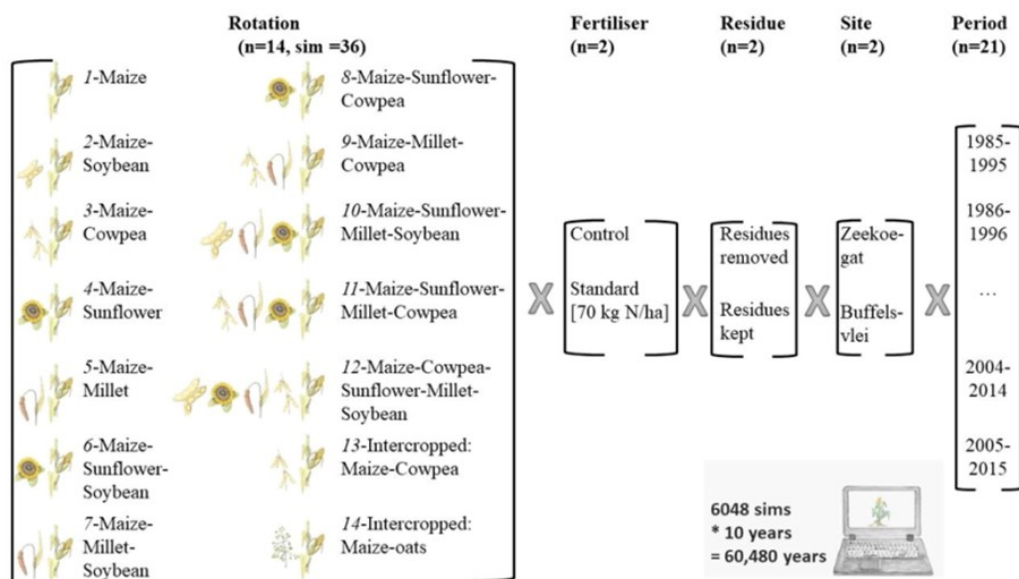 Rotation
(n=14, sim =36)
1-Maize
2-Maize-
Soybean
3-Maize-
Cowpea
4-Maize-
Sunflower
5-Maize-
Millet
6-Maize-
Sunflower-
Soybean
7-Maize-
Millet-
Soybean
8-Maize-Sunflower-
Cowpea
9-Maize-Millet-
Cowpea
10-Maize-Sunflower-
Millet-Soybean
11-Maize-Sunflower-
Millet-Cowpea
12-Maize-Cowpea-
Sunflower-Millet-
Soybean
13-Intercropped:
Maize-Cowpea
14-Intercropped:
Maize-oats
X
Fertiliser
(n=2)
Control
Standard
[70 kg N/ha]
X
Residue
(n=2)
Residues
removed
Residues
kept
X
Site
(n=2)
Zeekoe-
gat
Buffels-
vlei
X
Period
(n=21)
1985-
1995
1986-
1996
...
2004-
2014
2005-
2015
6048 sims
* 10 years
= 60,480 years